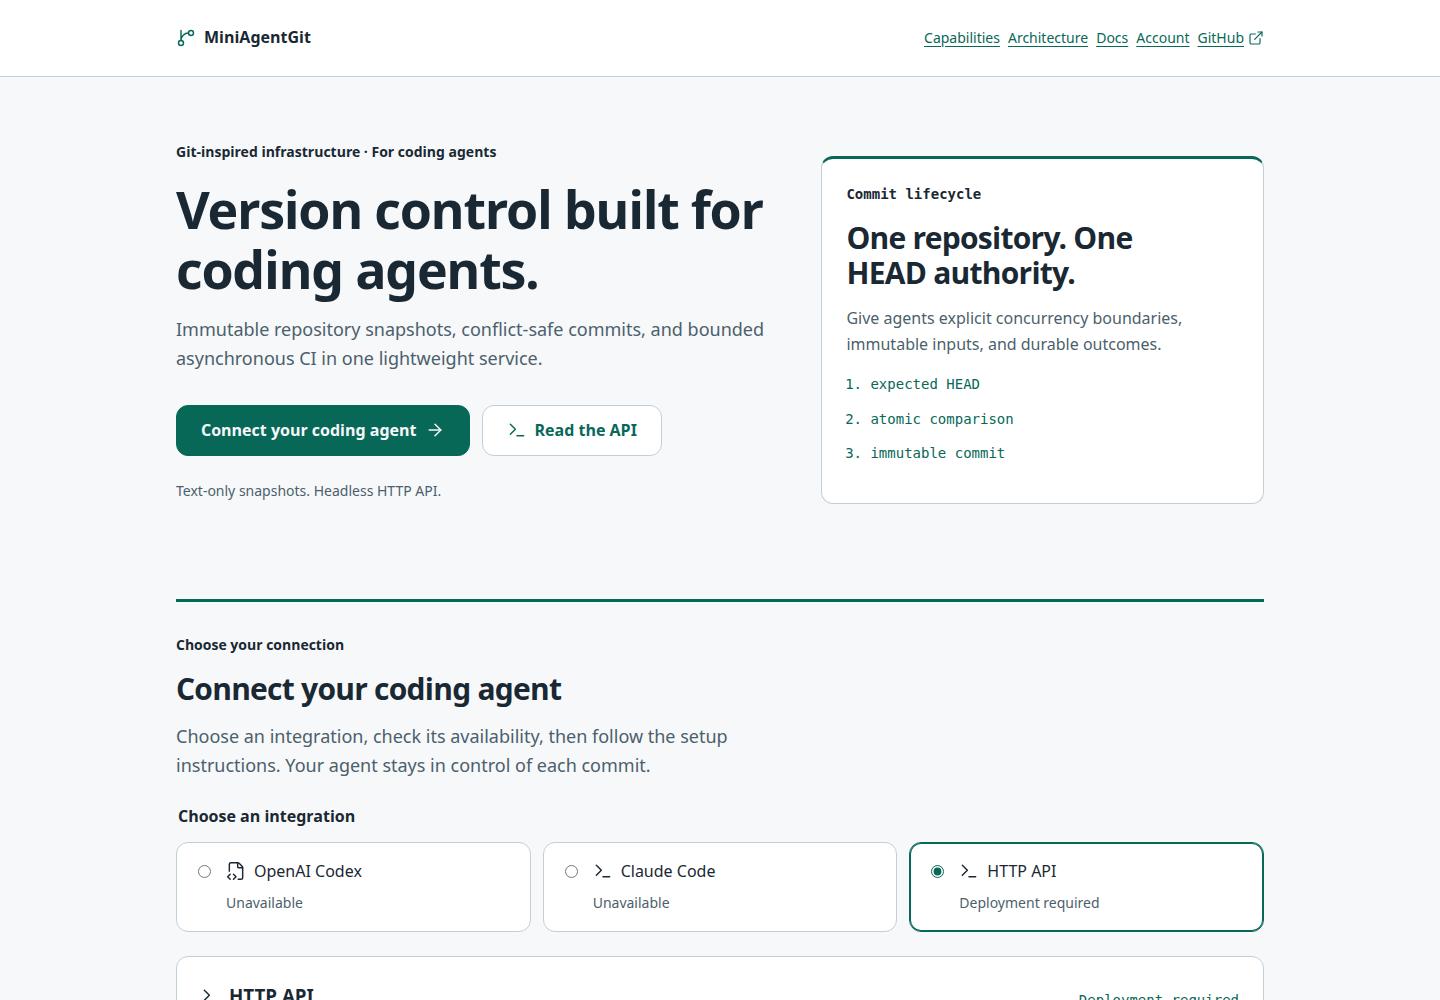 MiniAgentGit
Capabilities Architecture Docs Account GitHub
Git-inspired infrastructure · For coding agents
Version control built for
coding agents.
Immutable repository snapshots, conflict-safe commits, and bounded
asynchronous CI in one lightweight service.
Connect your coding agent
Read the API
Text-only snapshots. Headless HTTP API.
Commit lifecycle
One repository. One
HEAD authority.
Give agents explicit concurrency boundaries,
immutable inputs, and durable outcomes.
1. expected HEAD
2. atomic comparison
3. immutable commit
Choose your connection
Connect your coding agent
Choose an integration, check its availability, then follow the setup
instructions. Your agent stays in control of each commit.
Choose an integration
OpenAI Codex
Unavailable
Claude Code
Unavailable
HTTP API
Deployment required
HTTP API
Deployment required